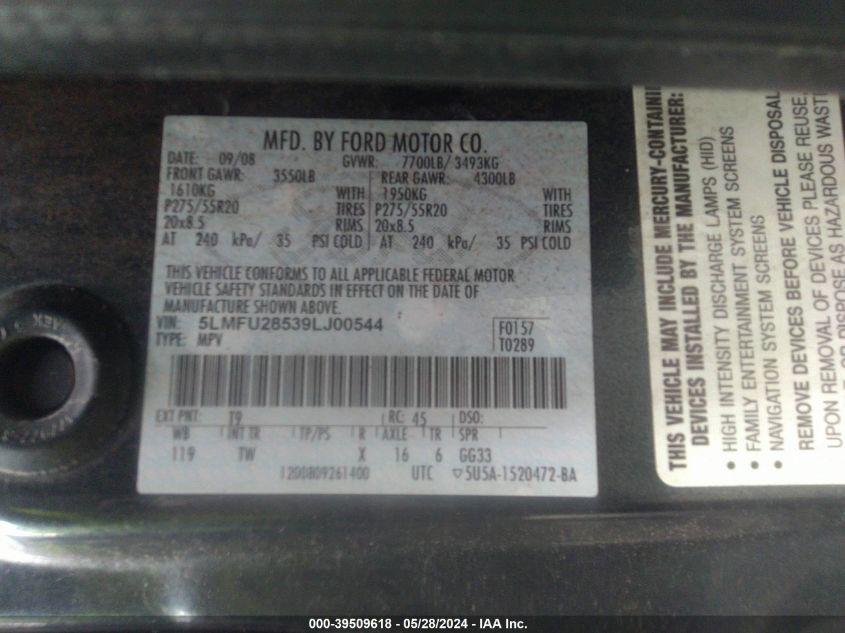 MFD. BY FORD MOTOR CO.
DATE: 09/08 GVWR: 7700LB/ 3493KG
FRONT GAWR: 3550LB REAR GAWR: 4300LB
1610KG WITH 1950KG WITH
P275/55R20 TIRES P275/55R20 TIRES
20x8.5 RIMS 20x8.5 RIMS
AT 240 kPa/ 35 PSI COLD AT 240 kPa/ 35 PSI COLD
THIS VEHICLE CONFORMS TO ALL APPLICABLE FEDERAL MOTOR
VEHICLE SAFETY STANDARDS IN EFFECT ON THE DATE OF
MANUFACTURE SHOWN ABOVE.
VIN: 5LMFU28539LJ00544
TYPE: MPV
F0157
T0289
EXT PNT: T9 RC: 45 DSO:
WB INT TR TP/PS R AXLE TR SPR
119 TW X 16 6 GG33
1200809261400 UTC 5U5A-1520472-BA
THIS VEHICLE MAY INCLUDE MERCURY-CONTAINI
DEVICES INSTALLED BY THE MANUFACTURER:
• HIGH INTENSITY DISCHARGE LAMPS (HID)
• FAMILY ENTERTAINMENT SYSTEM SCREENS
• NAVIGATION SYSTEM SCREENS
REMOVE DEVICES BEFORE VEHICLE DISPOSAL
UPON REMOVAL OF DEVICES PLEASE REUSE,
OR DISPOSE AS HAZARDOUS WAST
000-39509618 - 05/28/2024 - IAA Inc.